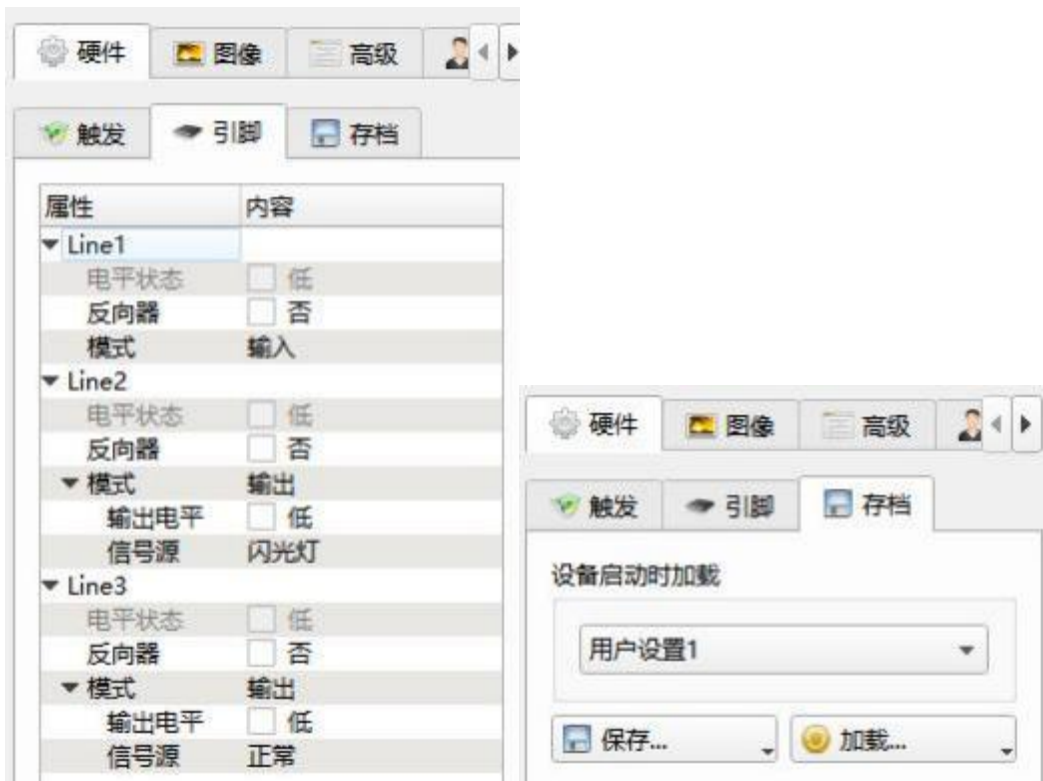 硬件 图像 高级
触发 引脚 存档
属性 内容
Line1
电平状态 低
反向器 否
模式 输入
Line2
电平状态 低
反向器 否
模式 输出
输出电平 低
信号源 闪光灯
Line3
电平状态 低
反向器 否
模式 输出
输出电平 低
信号源 正常
硬件 图像 高级
触发 引脚 存档
设备启动时加载
用户设置1
保存... 加载...